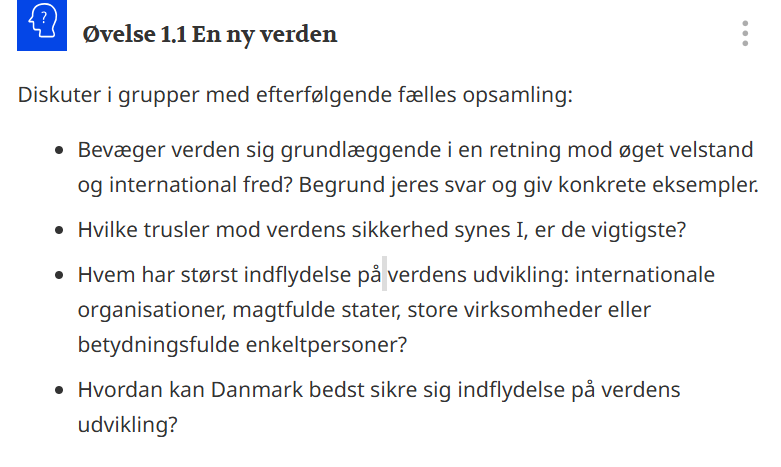 ?
Øvelse 1.1 En ny verden
Diskuter i grupper med efterfølgende fælles opsamling:
• Bevæger verden sig grundlæggende i en retning mod øget velstand
og international fred? Begrund jeres svar og giv konkrete eksempler.
• Hvilke trusler mod verdens sikkerhed synes I, er de vigtigste?
• Hvem har størst indflydelse på verdens udvikling: internationale
organisationer, magtfulde stater, store virksomheder eller
betydningsfulde enkeltpersoner?
• Hvordan kan Danmark bedst sikre sig indflydelse på verdens
udvikling?